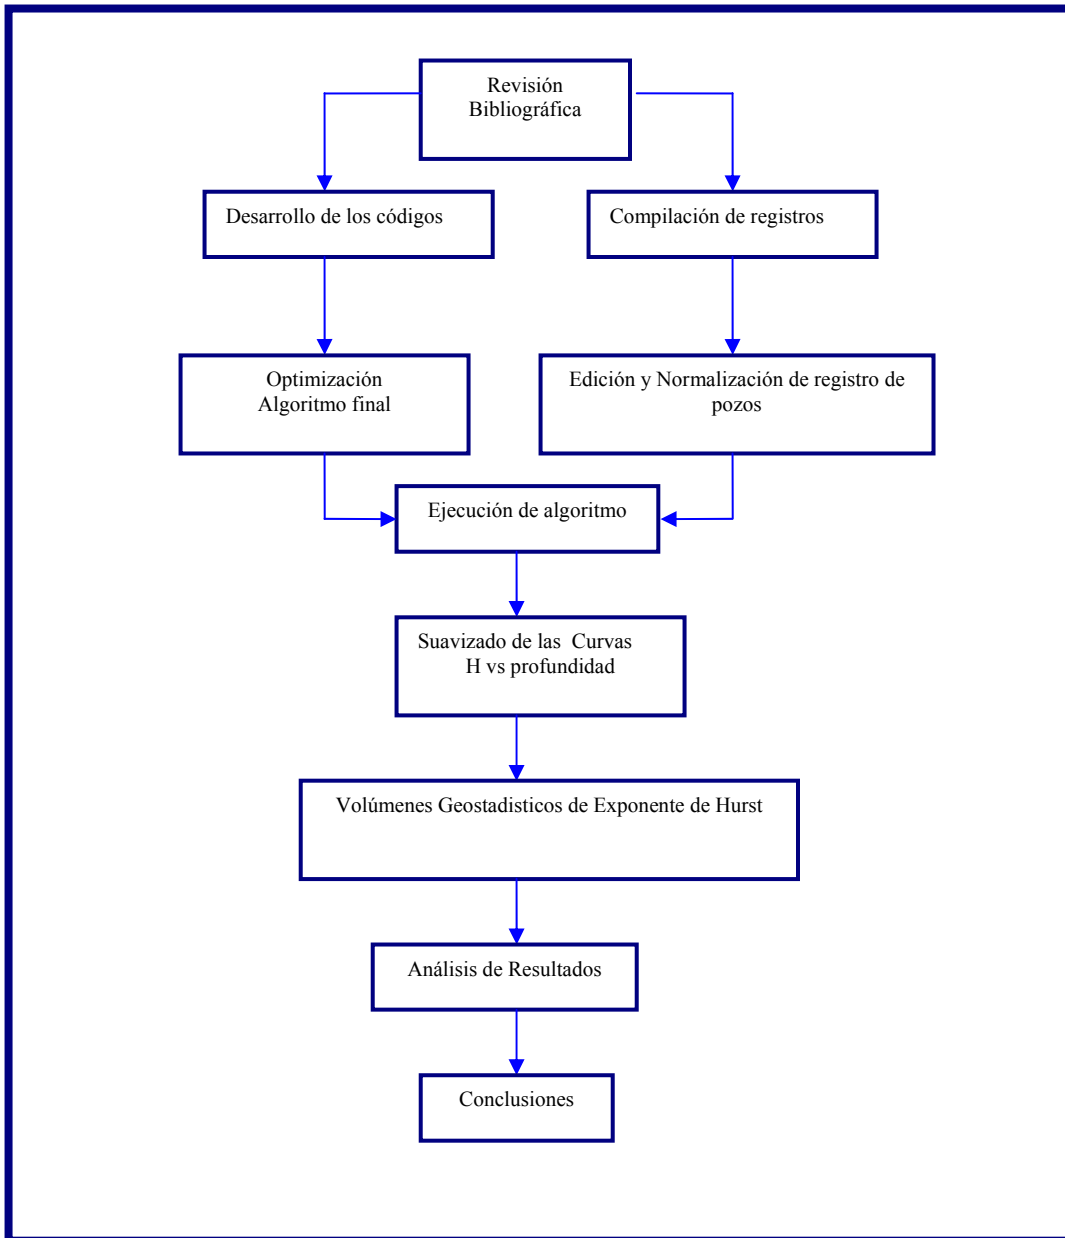 Revisión
Bibliográfica
Desarrollo de los códigos
Compilación de registros
Optimización
Algoritmo final
Edición y Normalización de registro de
pozos
Ejecución de algoritmo
Suavizado de las Curvas
H vs profundidad
Volúmenes Geostadisticos de Exponente de Hurst
Análisis de Resultados
Conclusiones